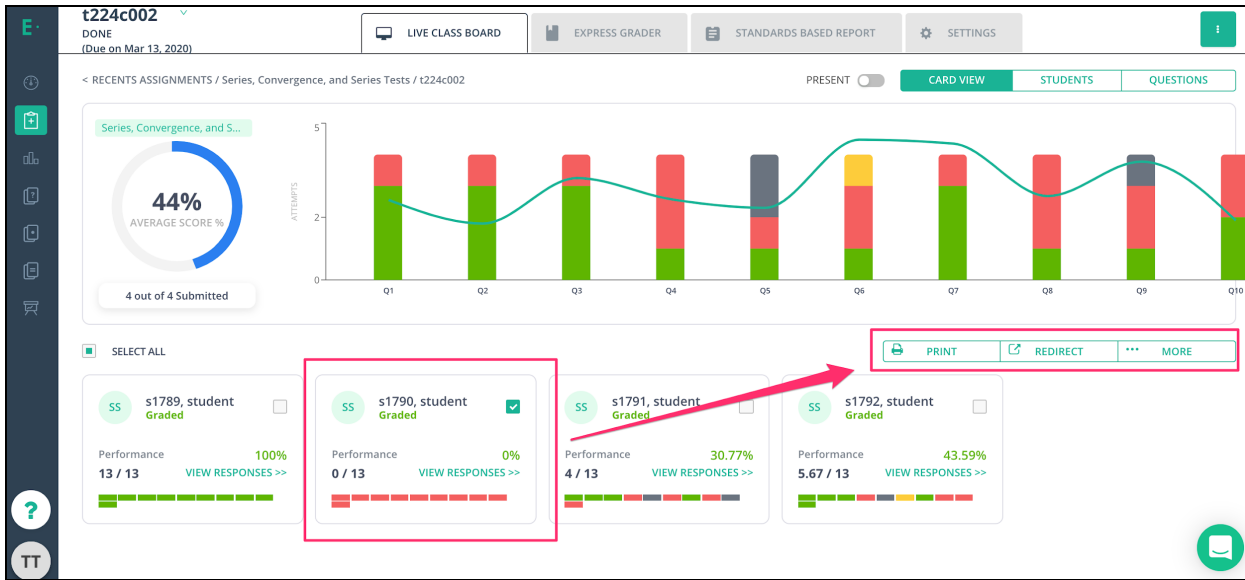 E
t224c002
DONE
(Due on Mar 13, 2020)
LIVE CLASS BOARD
EXPRESS GRADER
STANDARDS BASED REPORT
SETTINGS
< RECENTS ASSIGNMENTS / Series, Convergence, and Series Tests / t224c002
PRESENT
CARD VIEW
STUDENTS
QUESTIONS
Series, Convergence, and S...
44%
AVERAGE SCORE %
4 out of 4 Submitted
ATTEMPTS
5
2
0
Q1 Q2 Q3 Q4 Q5 Q6 Q7 Q8 Q9 Q10
SELECT ALL
PRINT
REDIRECT
MORE
SS
s1789, student
Graded
Performance 100%
13 / 13 VIEW RESPONSES >>
SS
s1790, student
Graded
Performance 0%
0 / 13 VIEW RESPONSES >>
SS
s1791, student
Graded
Performance 30.77%
4 / 13 VIEW RESPONSES >>
SS
s1792, student
Graded
Performance 43.59%
5.67 / 13 VIEW RESPONSES >>
?
TT